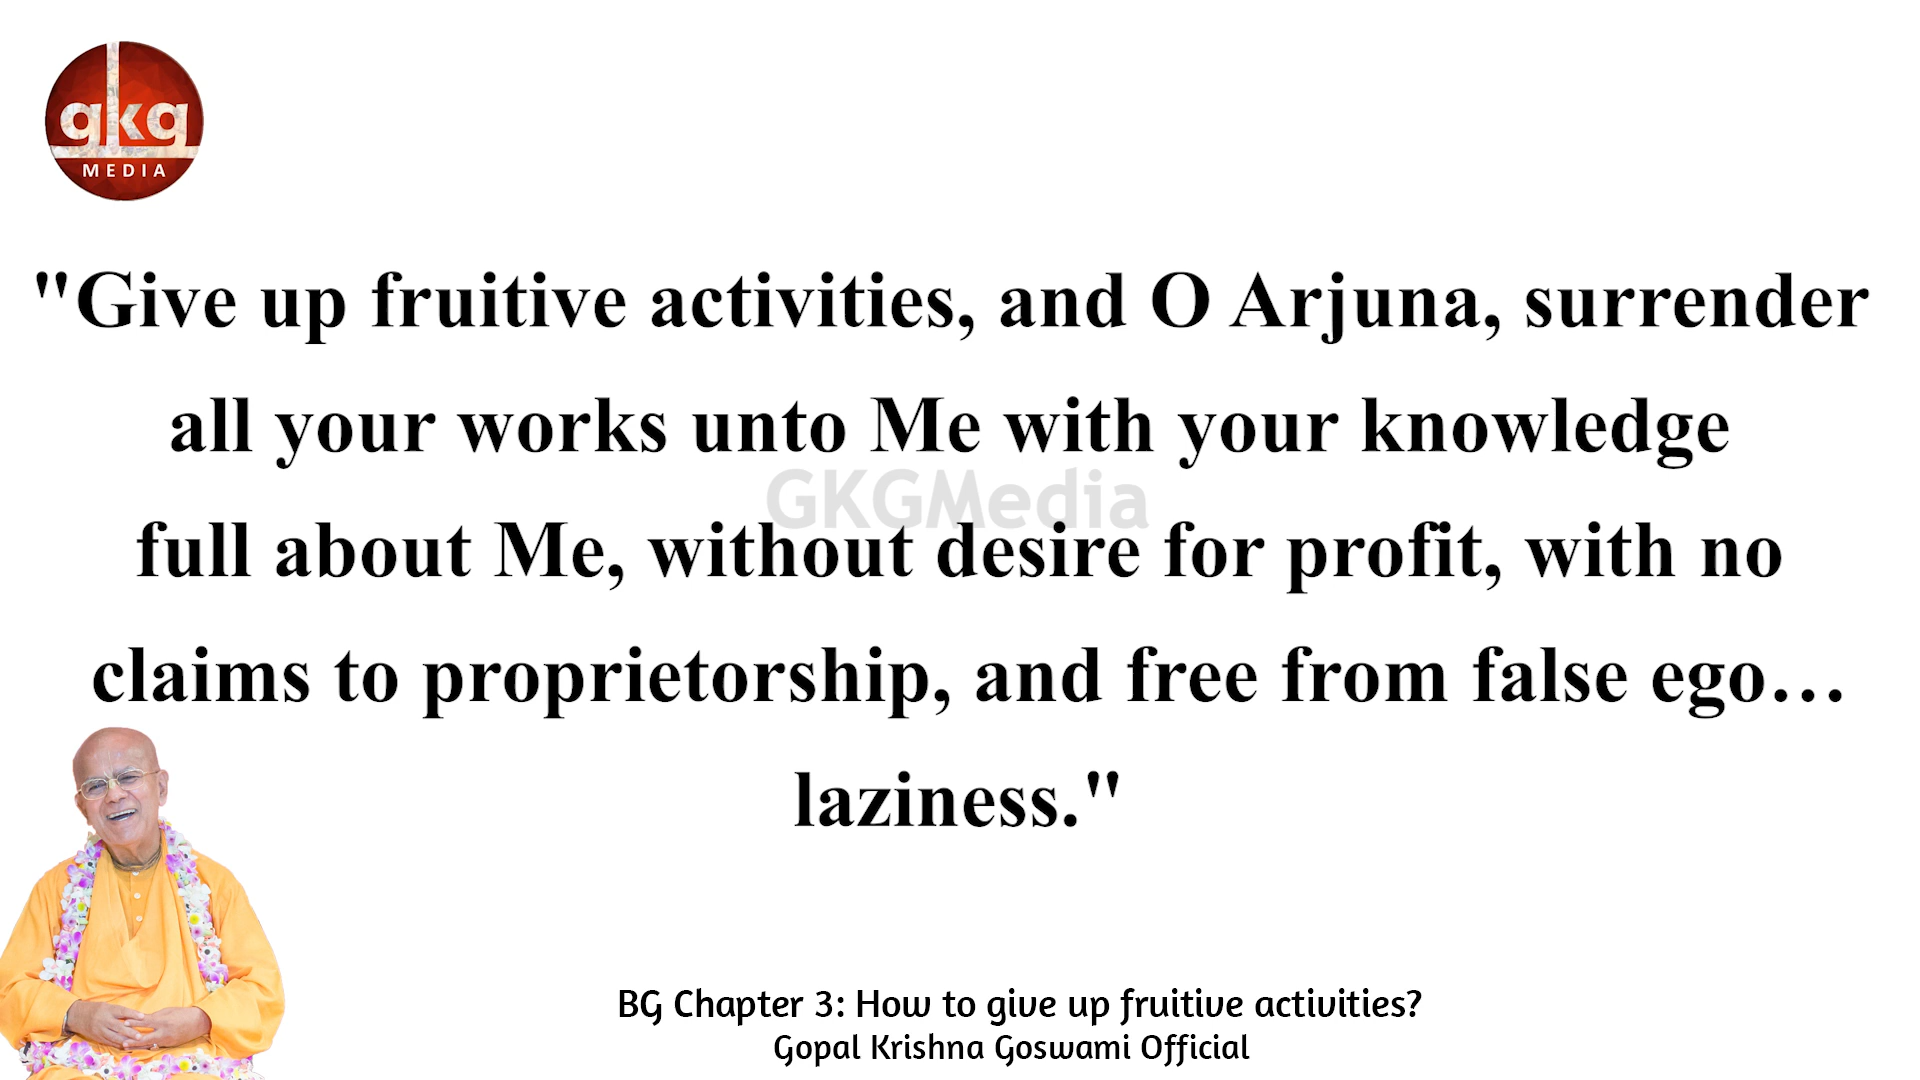 gkg
MEDIA
"Give up fruitive activities, and O Arjuna, surrender
all your works unto Me with your knowledge
GKGMedia
full about Me, without desire for profit, with no
claims to proprietorship, and free from false ego…
laziness."
BG Chapter 3: How to give up fruitive activities?
Gopal Krishna Goswami Official